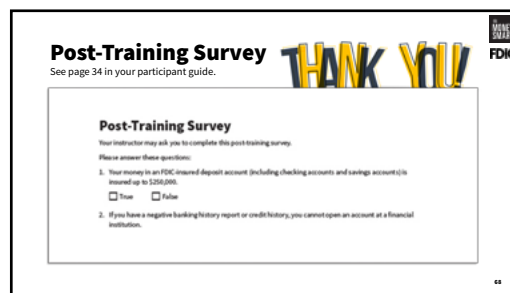 Post-Training Survey
See page 34 in your participant guide.
THANK YOU!
MONEY
SMART
FDIC
Post-Training Survey
Your instructor may ask you to complete this post-training survey.
Please answer these questions:
1. Your money in an FDIC-insured deposit account (including checking accounts and savings accounts) is
insured up to $250,000.
True False
2. If you have a negative banking history report or credit history, you cannot open an account at a financial
institution.